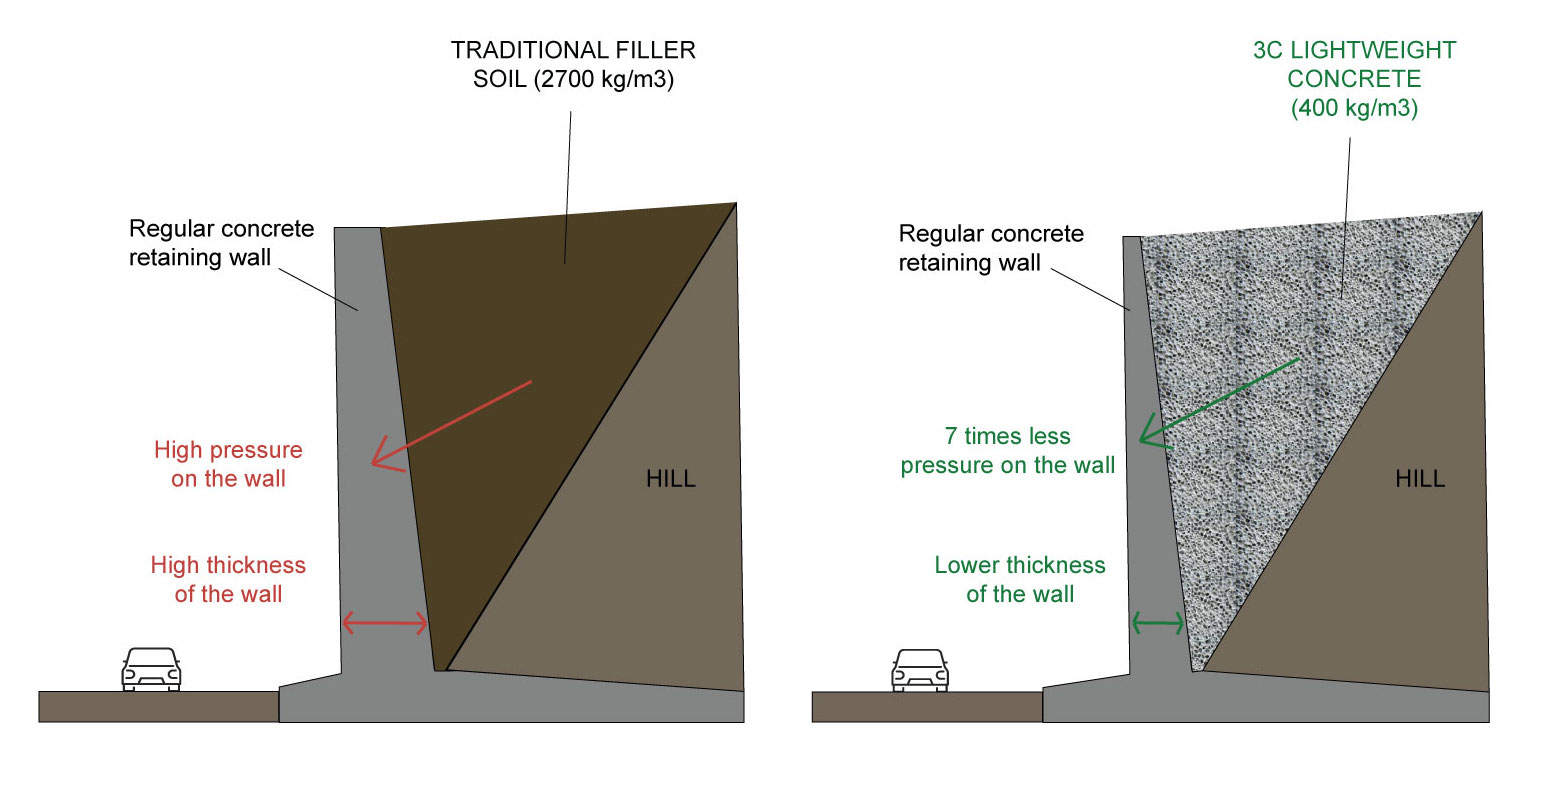 TRADITIONAL FILLER
SOIL (2700 kg/m3)
Regular concrete
retaining wall
High pressure
on the wall
HILL
High thickness
of the wall
3C LIGHTWEIGHT
CONCRETE
(400 kg/m3)
Regular concrete
retaining wall
7 times less
pressure on the wall
HILL
Lower thickness
of the wall